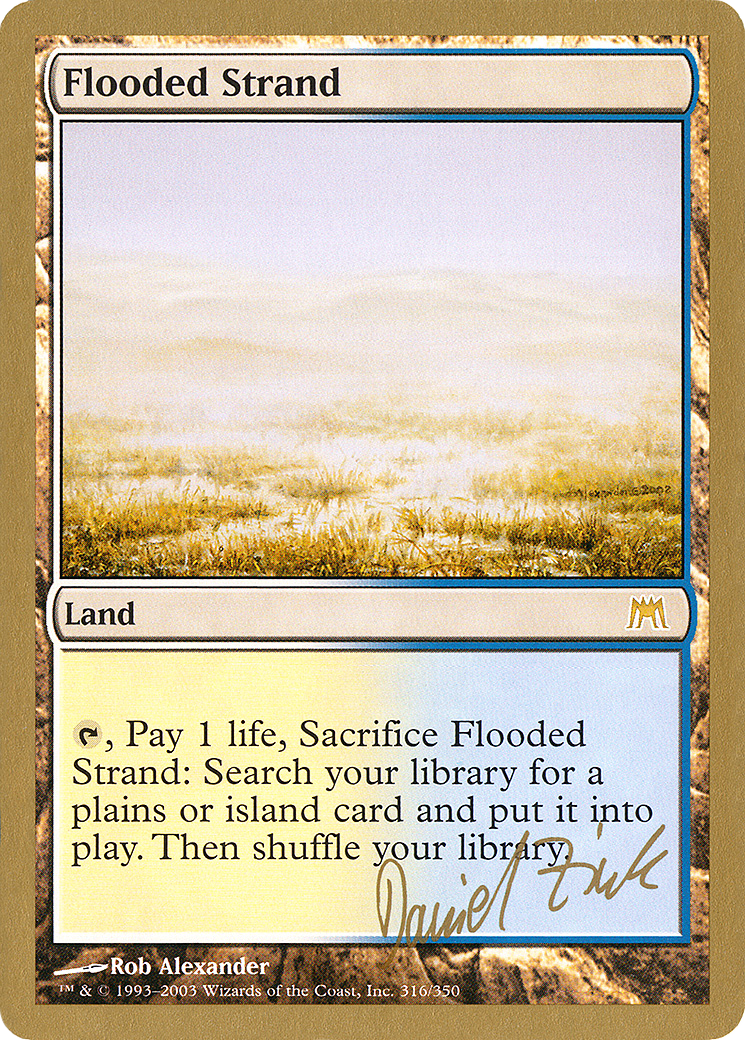 Flooded Strand
Alexander © 2002
Land
, Pay 1 life, Sacrifice Flooded
Strand: Search your library for a
plains or island card and put it into
play. Then shuffle your library.
Daniel Zink
Rob Alexander
™ & © 1993–2003 Wizards of the Coast, Inc. 316/350